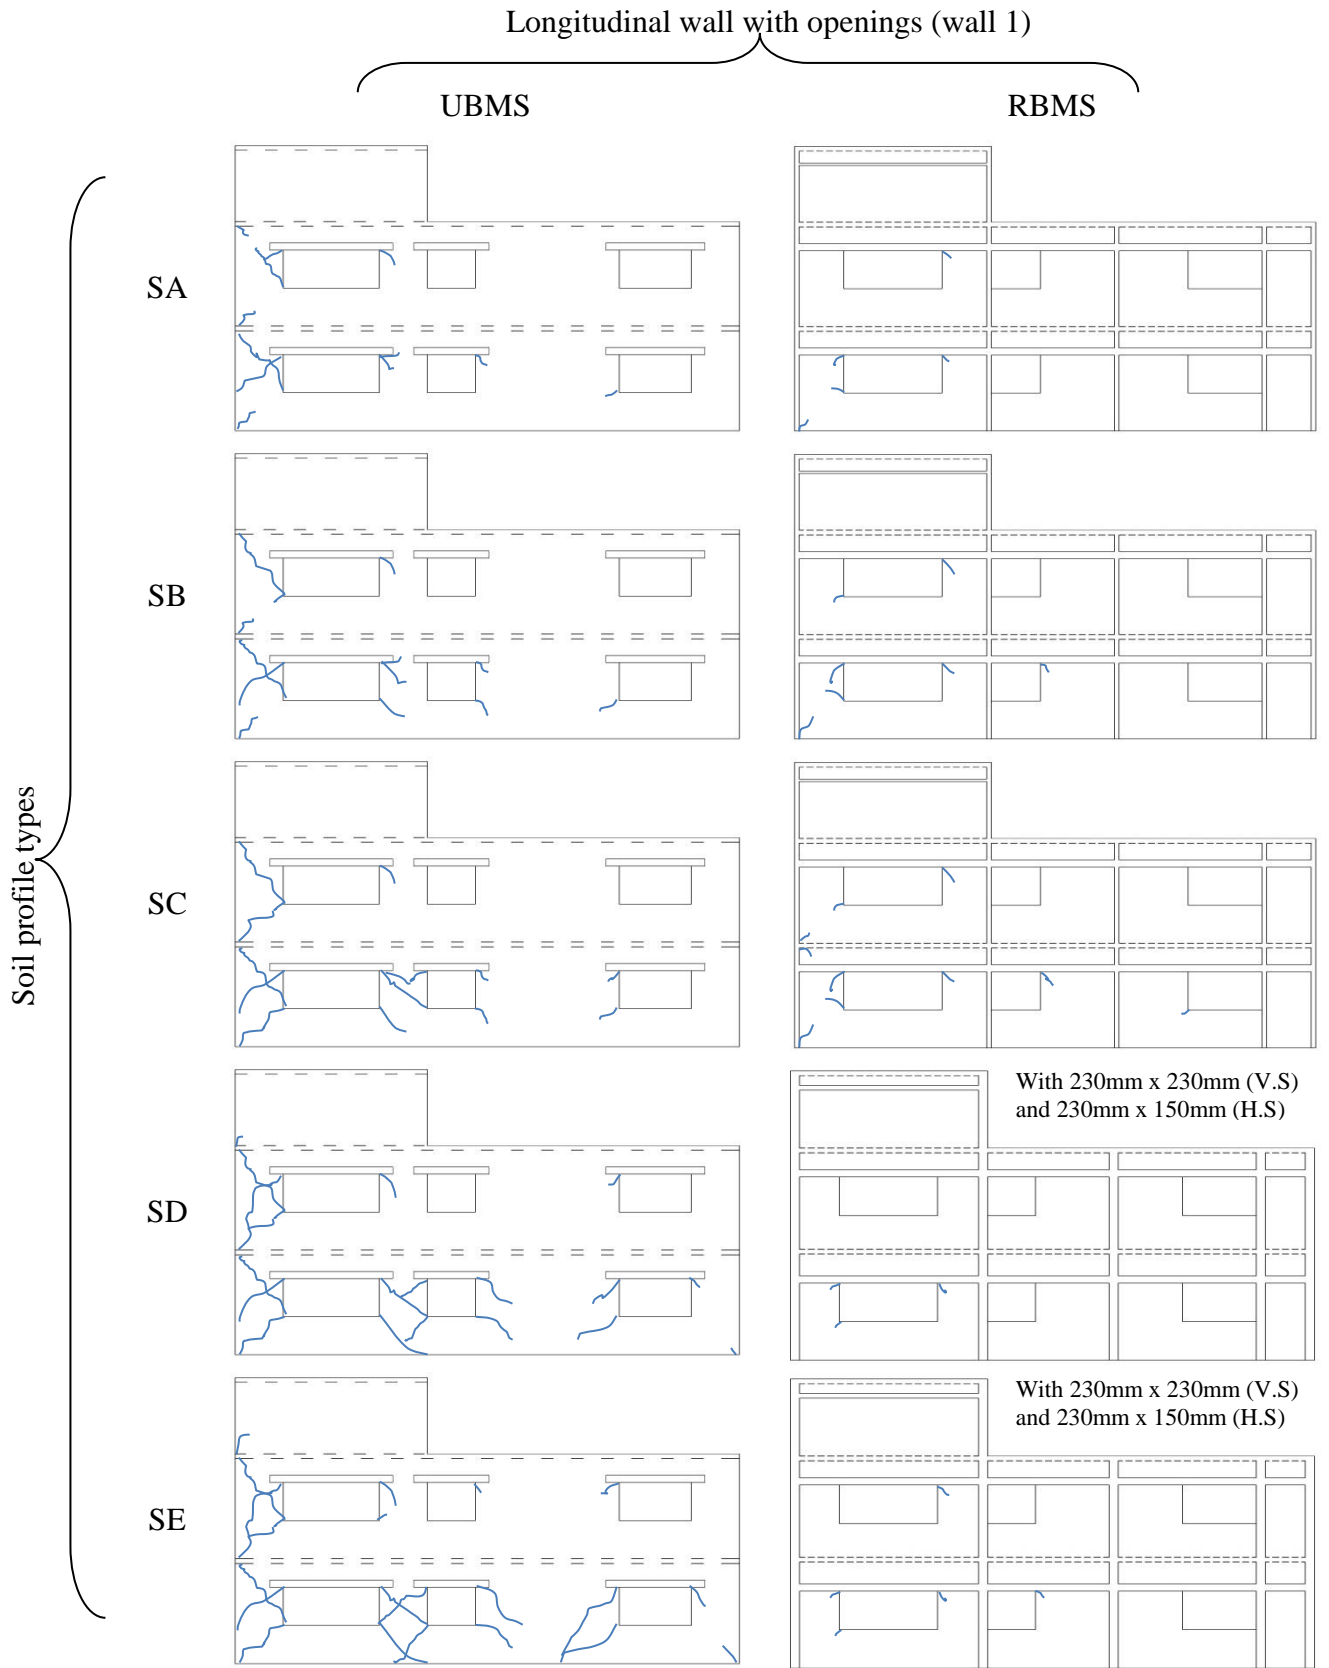 Longitudinal wall with openings (wall 1)
UBMS
RBMS
Soil profile types
SA
SB
SC
SD
With 230mm x 230mm (V.S)
and 230mm x 150mm (H.S)
SE
With 230mm x 230mm (V.S)
and 230mm x 150mm (H.S)